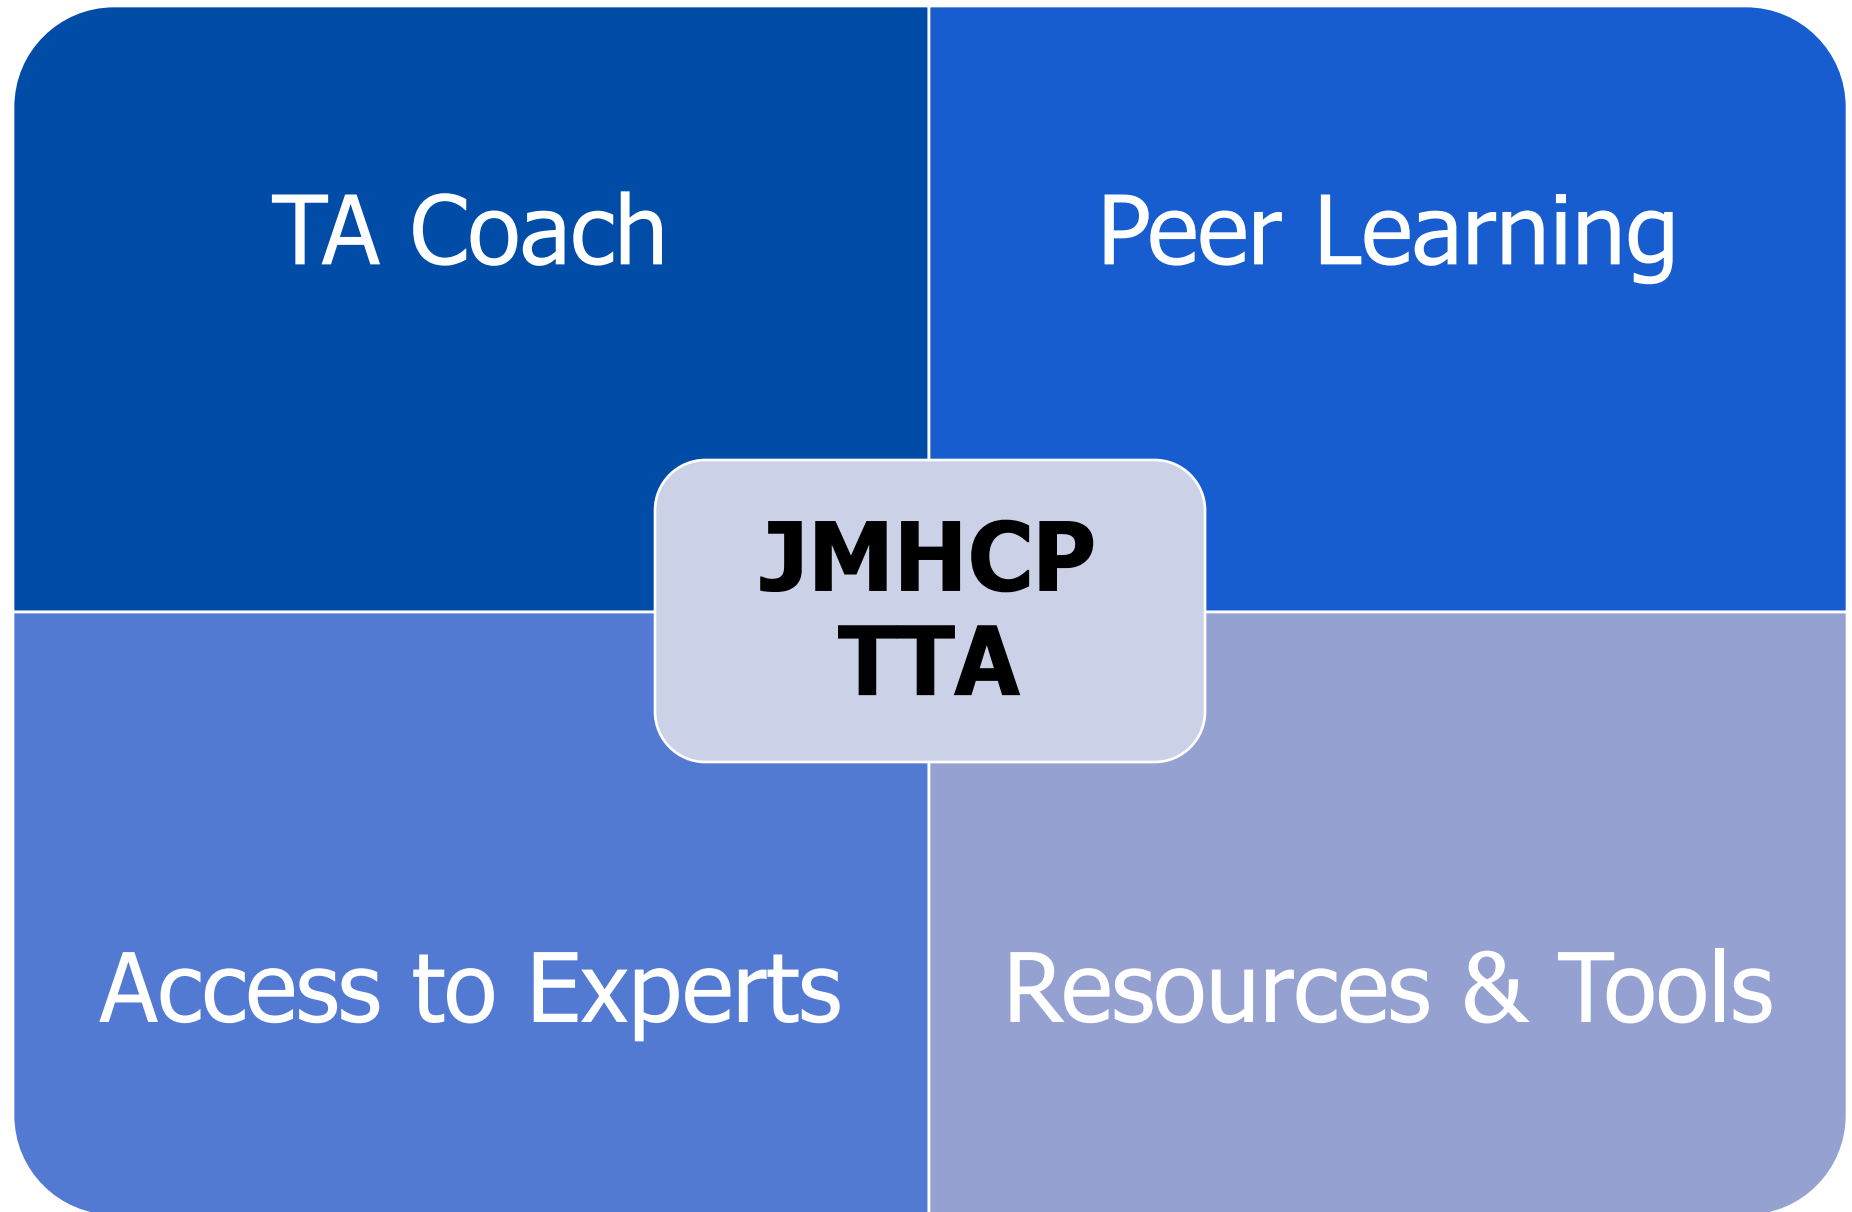 TA Coach
Peer Learning
JMHCP
TTA
Access to Experts
Resources & Tools